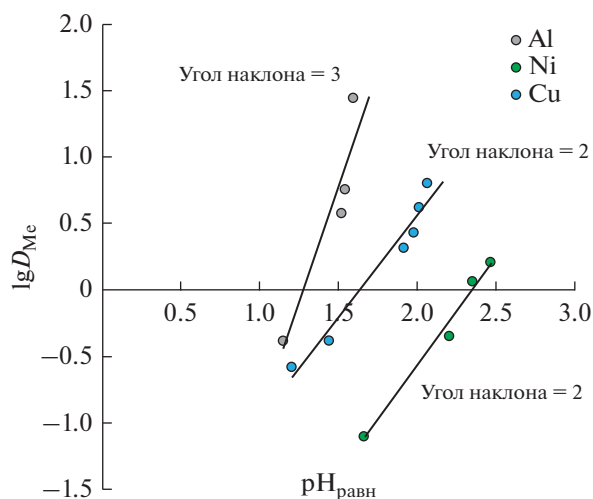 2.0
Al
Ni
Cu
Угол наклона = 3
1.5
Угол наклона = 2
1.0
0.5
lgD_Me
0
0.5
1.0
1.5
2.0
2.5
3.0
−0.5
Угол наклона = 2
−1.0
−1.5
pH_равн